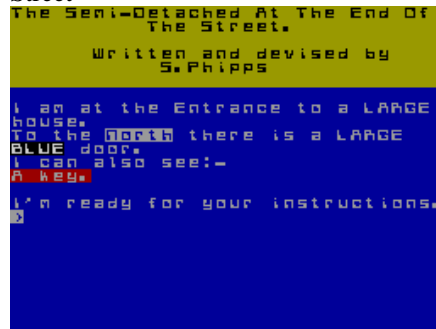 The Semi-Detached At The End Of
The Street.
Written and devised by
S.Phipps
I am at the Entrance to a LARGE
house.
To the north there is a LARGE
BLUE door.
I can also see:-
A key.
I'm ready for your instructions.
>